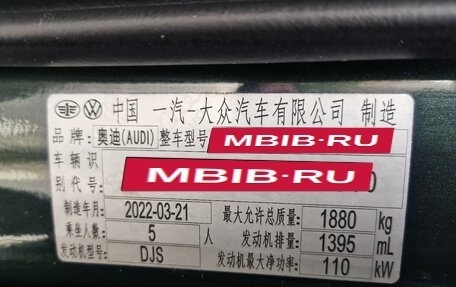 中国 一汽-大众汽车有限公司 制造
品牌: 奥迪(AUDI) 整车型号 MBIB-RU
车辆识
别代号: MBIB-RU 0
制造年月: 2022-03-21 最大允许总质量: 1880 kg
乘坐人数: 5 人 发动机排量: 1395 mL
发动机型号: DJS 发动机最大净功率: 110 kW